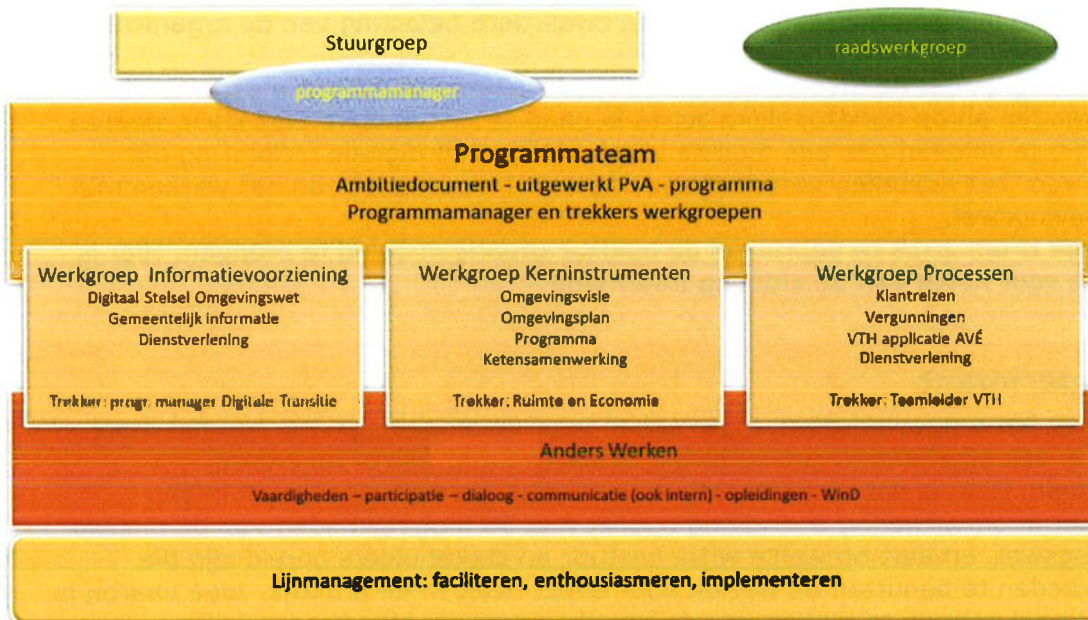 Stuurgroep
raadswerkgroep
programmamanager
Programmateam
Ambitiedocument - uitgewerkt PvA - programma
Programmamanager en trekkers werkgroepen
Werkgroep Informatievoorziening
Digitaal Stelsel Omgevingswet
Gemeentelijk informatie
Dienstverlening
Trekker: progr. manager Digitale Transitie
Werkgroep Kerninstrumenten
Omgevingsvisie
Omgevingsplan
Programma
Ketensamenwerking
Trekker: Ruimte en Economie
Werkgroep Processen
Klantreizen
Vergunningen
VTH applicatie AVÉ
Dienstverlening
Trekker: Teamleider VTH
Anders Werken
Vaardigheden – participatie – dialoog - communicatie (ook intern) - opleidingen - WinD
Lijnmanagement: faciliteren, enthousiasmeren, implementeren